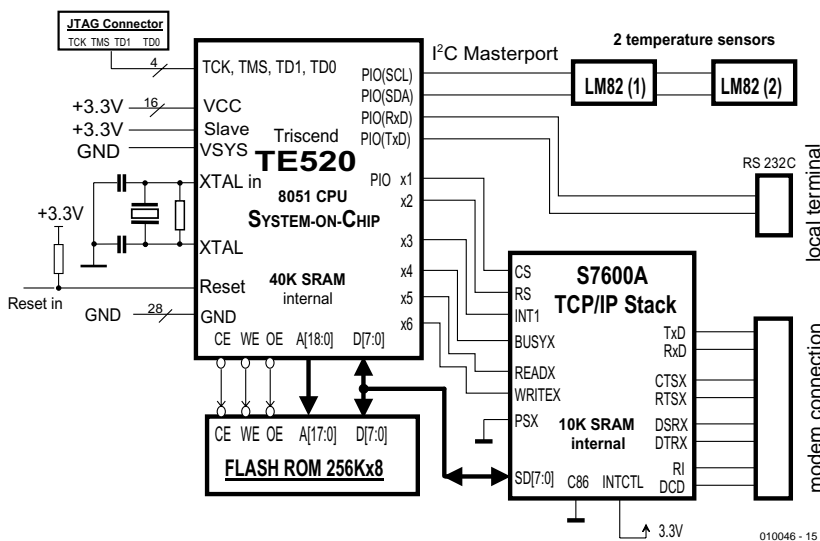 JTAG Connector
TCK TMS TD1 TD0
4
+3.3V
16
+3.3V
GND
+3.3V
Reset in
GND
28
TCK, TMS, TD1, TD0
VCC
Slave
VSYS
XTAL in
XTAL
Reset
GND
Triscend
TE520
8051 CPU
SYSTEM-ON-CHIP
40K SRAM
internal
PIO(SCL)
PIO(SDA)
PIO(RxD)
PIO(TxD)
PIO x1
x2
x3
x4
x5
x6
CE WE OE A[18:0] D[7:0]
CE WE OE A[17:0] D[7:0]
FLASH ROM 256Kx8
I²C Masterport
2 temperature sensors
LM82 (1)
LM82 (2)
RS 232C
local terminal
S7600A
TCP/IP Stack
CS
RS
INT1
BUSYX
READX
WRITEX
PSX
10K SRAM
internal
SD[7:0] C86 INTCTL
TxD
RxD
CTSX
RTSX
DSRX
DTRX
RI
DCD
modem connection
3.3V
010046 - 15